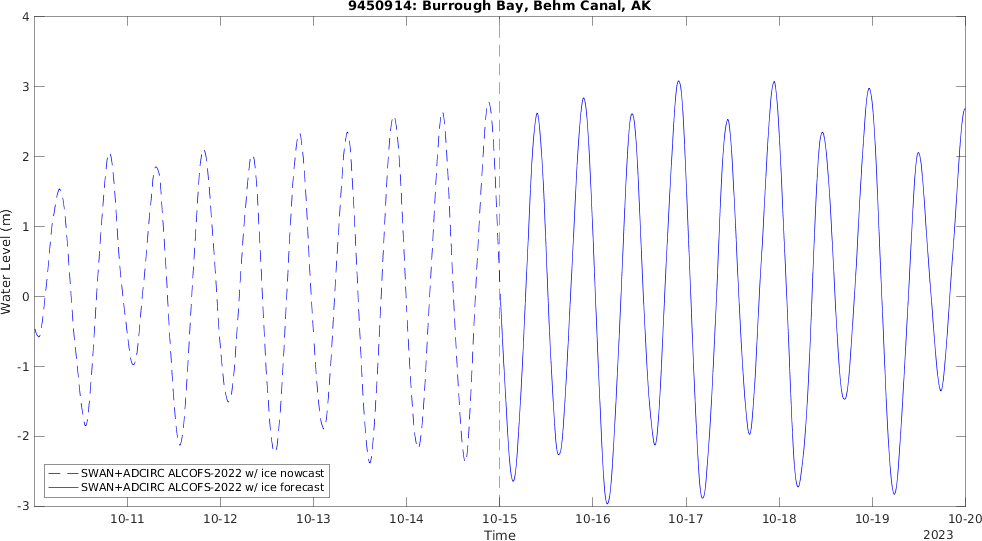 9450914: Burrough Bay, Behm Canal, AK
4
3
2
1
0
-1
-2
-3
Water Level (m)
SWAN+ADCIRC ALCOFS-2022 w/ ice nowcast
SWAN+ADCIRC ALCOFS-2022 w/ ice forecast
10-11 10-12 10-13 10-14 10-15 10-16 10-17 10-18 10-19 10-20
Time
2023